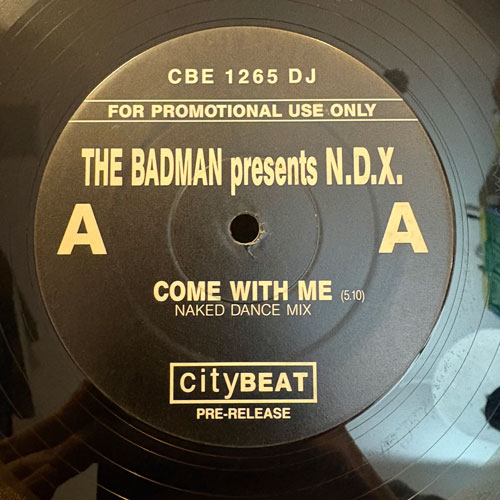 CBE 1265 DJ
FOR PROMOTIONAL USE ONLY
THE BADMAN presents N.D.X.
A A
COME WITH ME (5.10)
NAKED DANCE MIX
cityBEAT
PRE-RELEASE